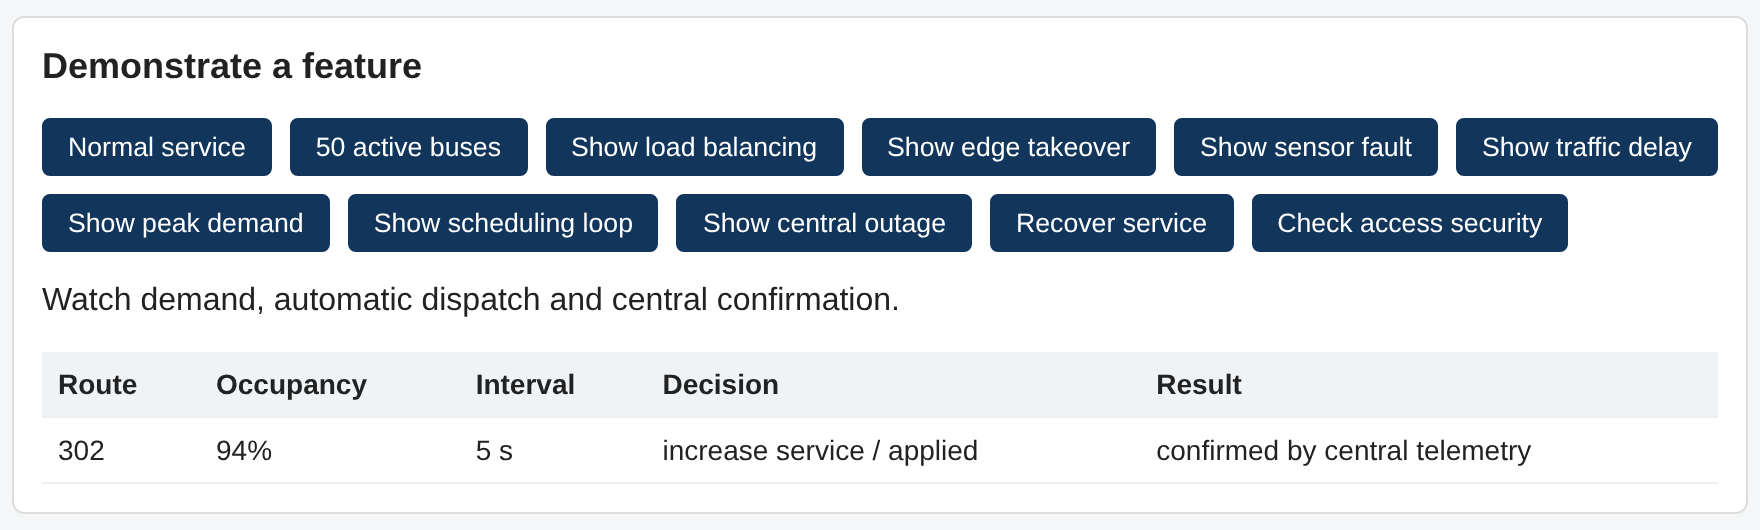 Demonstrate a feature
Normal service 50 active buses Show load balancing Show edge takeover Show sensor fault Show traffic delay
Show peak demand Show scheduling loop Show central outage Recover service Check access security
Watch demand, automatic dispatch and central confirmation.
Route Occupancy Interval Decision Result
302 94% 5 s increase service / applied confirmed by central telemetry